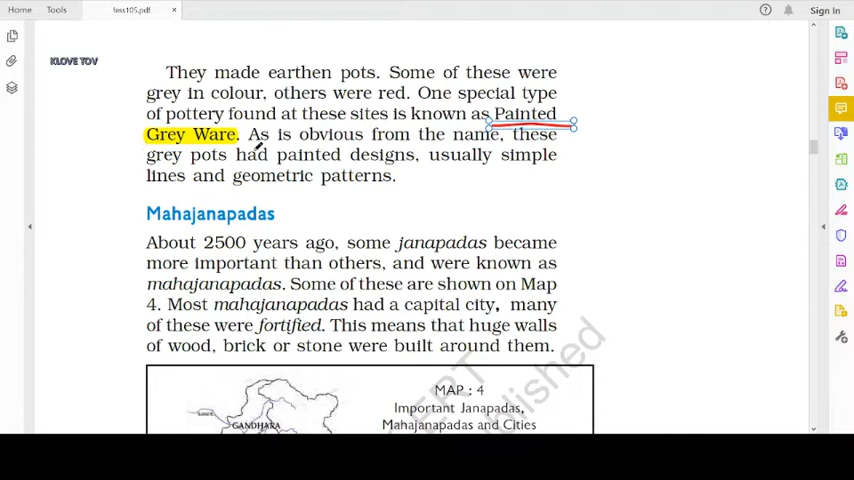 Home Tools fess105.pdf × Sign In
KLOVE TOV
They made earthen pots. Some of these were
grey in colour, others were red. One special type
of pottery found at these sites is known as Painted
Grey Ware. As is obvious from the name, these
grey pots had painted designs, usually simple
lines and geometric patterns.
Mahajanapadas
About 2500 years ago, some janapadas became
more important than others, and were known as
mahajanapadas. Some of these are shown on Map
4. Most mahajanapadas had a capital city, many
of these were fortified. This means that huge walls
of wood, brick or stone were built around them.
MAP : 4
Important Janapadas,
Mahajanapadas and Cities
GANDHARA